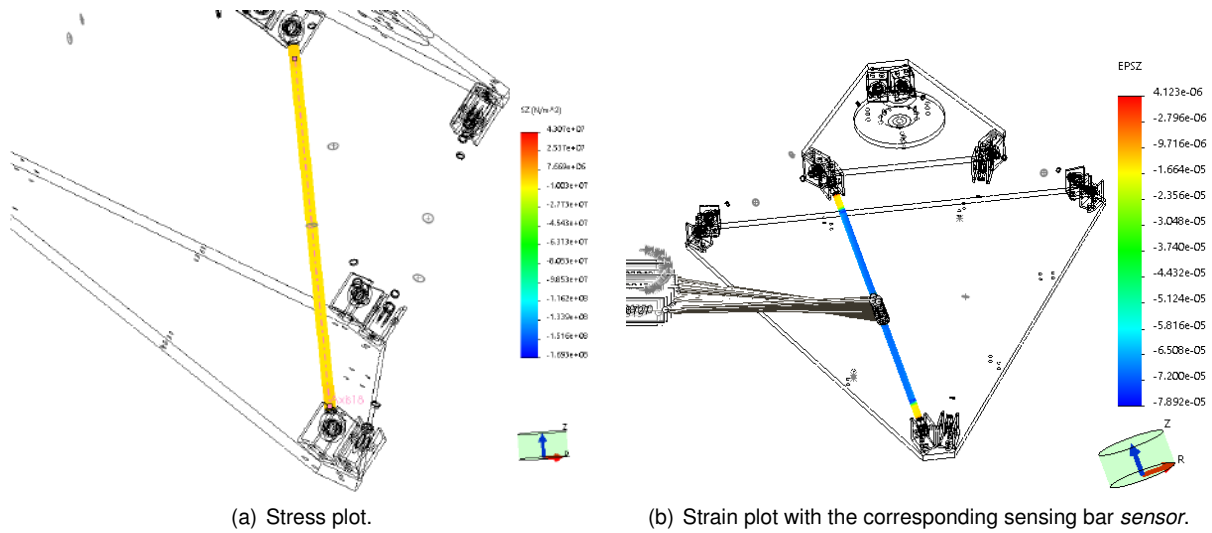 SZ (N/m^2)
4.307e+07
2.537e+07
7.669e+06
-1.003e+07
-2.773e+07
-4.543e+07
-6.313e+07
-8.083e+07
-9.853e+07
-1.162e+08
-1.339e+08
-1.516e+08
-1.693e+08
Z
(a) Stress plot.
EPSZ
4.123e-06
-2.796e-06
-9.716e-06
-1.664e-05
-2.356e-05
-3.048e-05
-3.740e-05
-4.432e-05
-5.124e-05
-5.816e-05
-6.508e-05
-7.200e-05
-7.892e-05
Z
R
(b) Strain plot with the corresponding sensing bar sensor.